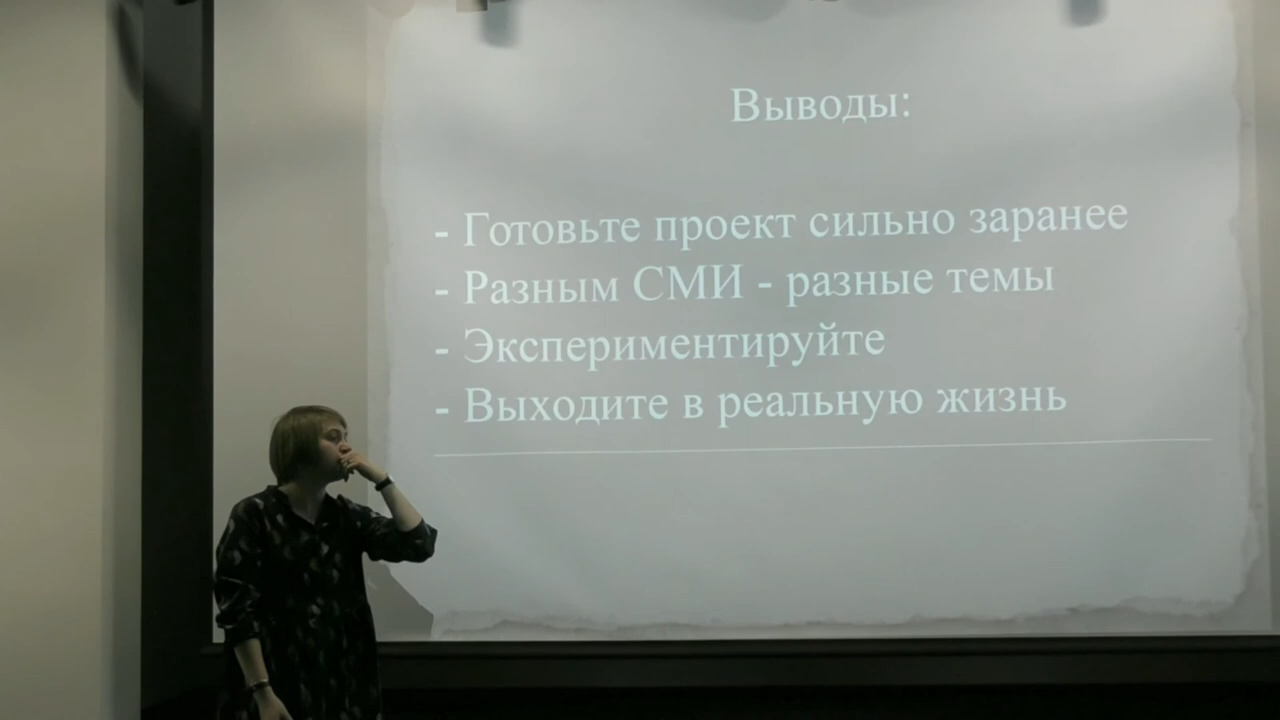 Выводы:
- Готовьте проект сильно заранее
- Разным СМИ - разные темы
- Экспериментируйте
- Выходите в реальную жизнь